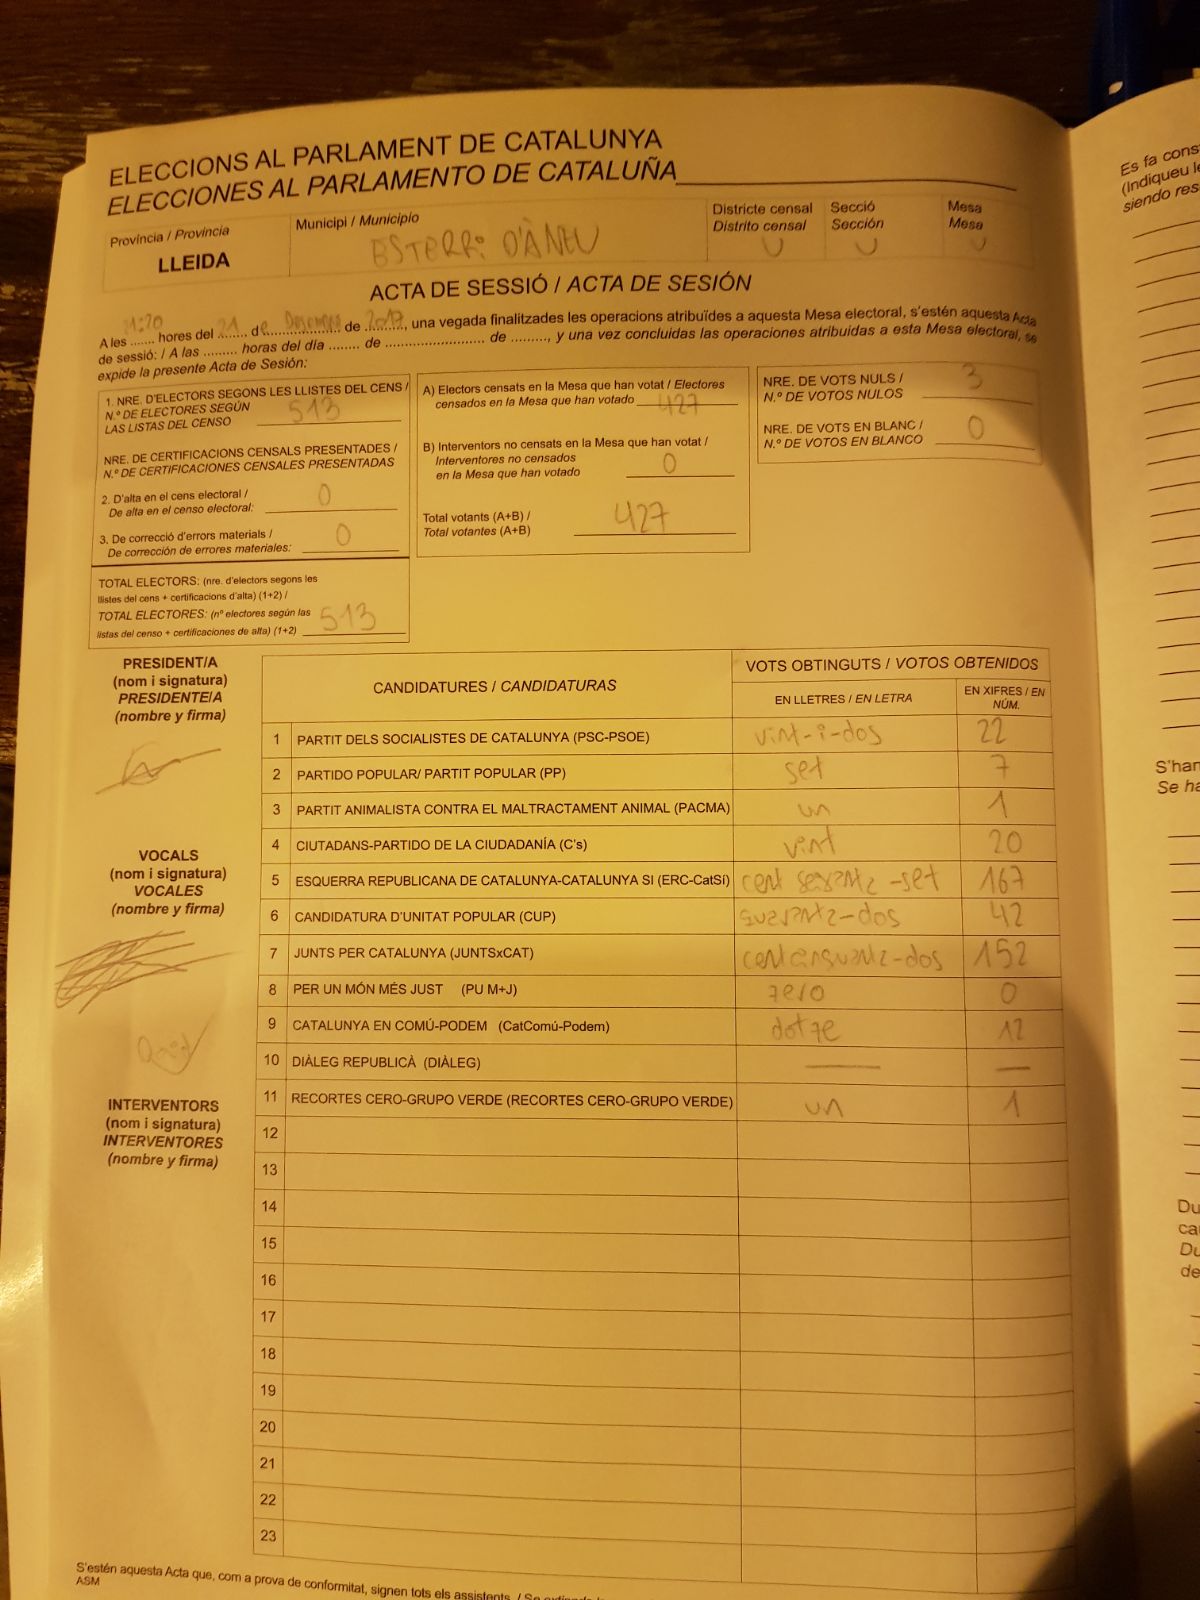 ELECCIONS AL PARLAMENT DE CATALUNYA
ELECCIONES AL PARLAMENTO DE CATALUÑA
Província / Provincia
LLEIDA
Municipi / Municipio
ESTERRI D'ÀNEU
Districte censal
Distrito censal
U
Secció
Sección
U
Mesa
Mesa
U
ACTA DE SESSIÓ / ACTA DE SESIÓN
A les 21:20 hores del 21 de Desembre de 2017, una vegada finalitzades les operacions atribuïdes a aquesta Mesa electoral, s'estén aquesta Acta
de sessió: / A las ......... horas del día ........ de ......................... de .........., y una vez concluidas las operaciones atribuidas a esta Mesa electoral, se
expide la presente Acta de Sesión:
1. NRE. D'ELECTORS SEGONS LES LLISTES DEL CENS /
N.º DE ELECTORES SEGÚN
LAS LISTAS DEL CENSO 513
NRE. DE CERTIFICACIONS CENSALS PRESENTADES /
N.º DE CERTIFICACIONES CENSALES PRESENTADAS
2. D'alta en el cens electoral /
De alta en el censo electoral: 0
3. De correcció d'errors materials /
De corrección de errores materiales: 0
TOTAL ELECTORS: (nre. d'electors segons les
llistes del cens + certificacions d'alta) (1+2) /
TOTAL ELECTORES: (nº electores según las
listas del censo + certificaciones de alta) (1+2) 513
A) Electors censats en la Mesa que han votat / Electores
censados en la Mesa que han votado 427
B) Interventors no censats en la Mesa que han votat /
Interventores no censados
en la Mesa que han votado 0
Total votants (A+B) /
Total votantes (A+B) 427
NRE. DE VOTS NULS /
N.º DE VOTOS NULOS 3
NRE. DE VOTS EN BLANC /
N.º DE VOTOS EN BLANCO 0
PRESIDENT/A
(nom i signatura)
PRESIDENTE/A
(nombre y firma)
VOCALS
(nom i signatura)
VOCALES
(nombre y firma)
INTERVENTORS
(nom i signatura)
INTERVENTORES
(nombre y firma)
CANDIDATURES / CANDIDATURAS
VOTS OBTINGUTS / VOTOS OBTENIDOS
EN LLETRES / EN LETRA
EN XIFRES / EN
NÚM.
1 PARTIT DELS SOCIALISTES DE CATALUNYA (PSC-PSOE) vint-i-dos 22
2 PARTIDO POPULAR/ PARTIT POPULAR (PP) set 7
3 PARTIT ANIMALISTA CONTRA EL MALTRACTAMENT ANIMAL (PACMA) un 1
4 CIUTADANS-PARTIDO DE LA CIUDADANÍA (C's) vint 20
5 ESQUERRA REPUBLICANA DE CATALUNYA-CATALUNYA SI (ERC-CatSí) cent sexanta-set 167
6 CANDIDATURA D'UNITAT POPULAR (CUP) quaranta-dos 42
7 JUNTS PER CATALUNYA (JUNTSxCAT) cent cinquanta-dos 152
8 PER UN MÓN MÉS JUST (PU M+J) zero 0
9 CATALUNYA EN COMÚ-PODEM (CatComú-Podem) dotze 12
10 DIÀLEG REPUBLICÀ (DIÀLEG) — —
11 RECORTES CERO-GRUPO VERDE (RECORTES CERO-GRUPO VERDE) un 1
12
13
14
15
16
17
18
19
20
21
22
23
S'estén aquesta Acta que, com a prova de conformitat, signen tots els assistents. /
ASM
Es fa cons
(Indiqueu l
siendo res
S'han
Se ha
Du
ca
Du
de